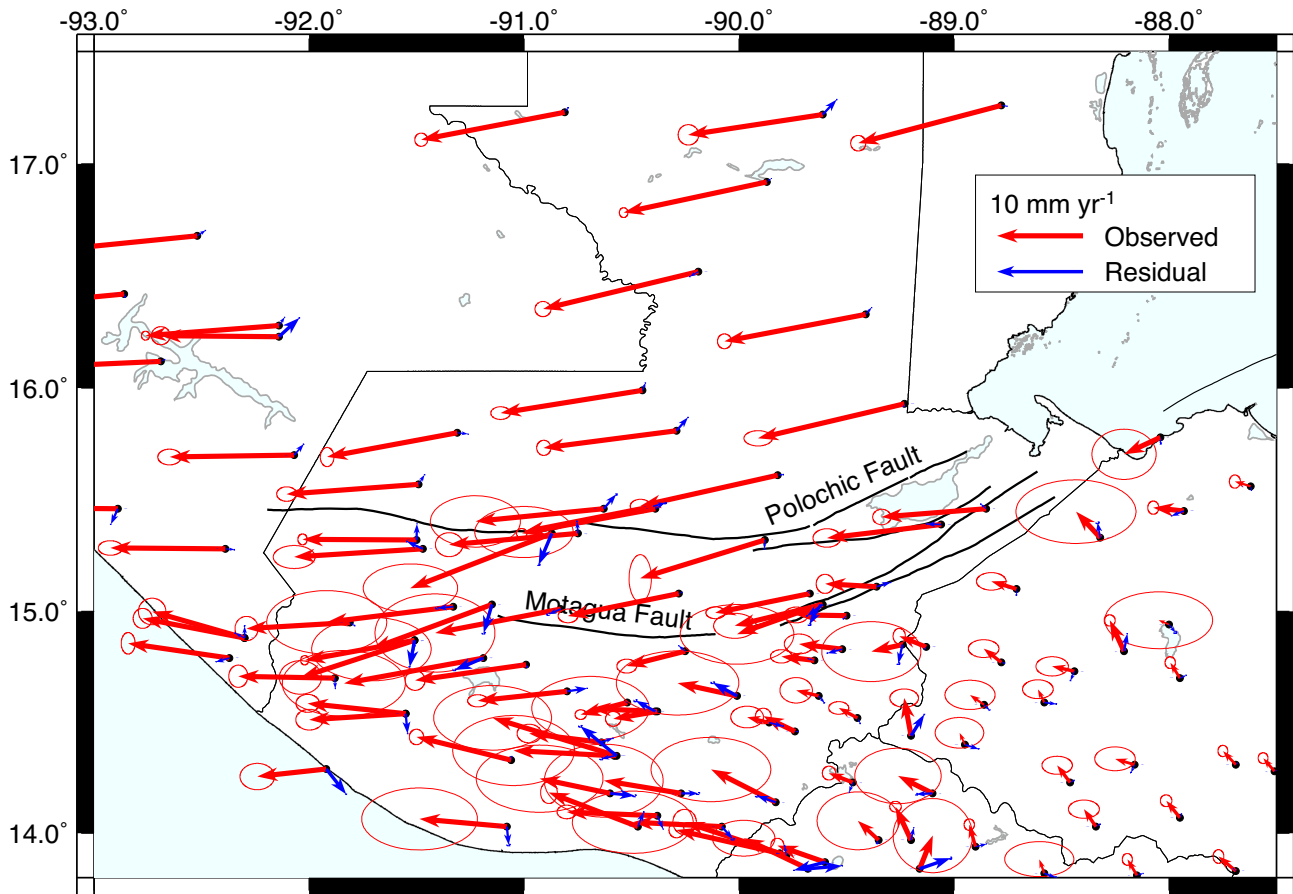 -93.0° -92.0° -91.0° -90.0° -89.0° -88.0°
17.0°
10 mm yr-1
Observed
Residual
16.0°
Polochic Fault
15.0°
Motagua Fault
14.0°